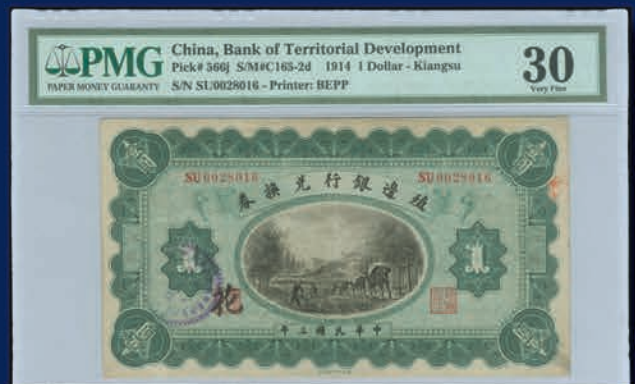 PMG
PAPER MONEY GUARANTY
China, Bank of Territorial Development
Pick# 566j S/M#C165-2d 1914 1 Dollar - Kiangsu
S/N SU0028016 - Printer: BEPP
30
Very Fine
SU0028016 SU0028016
殖邊銀行兌換券
1 1
中華民國三年